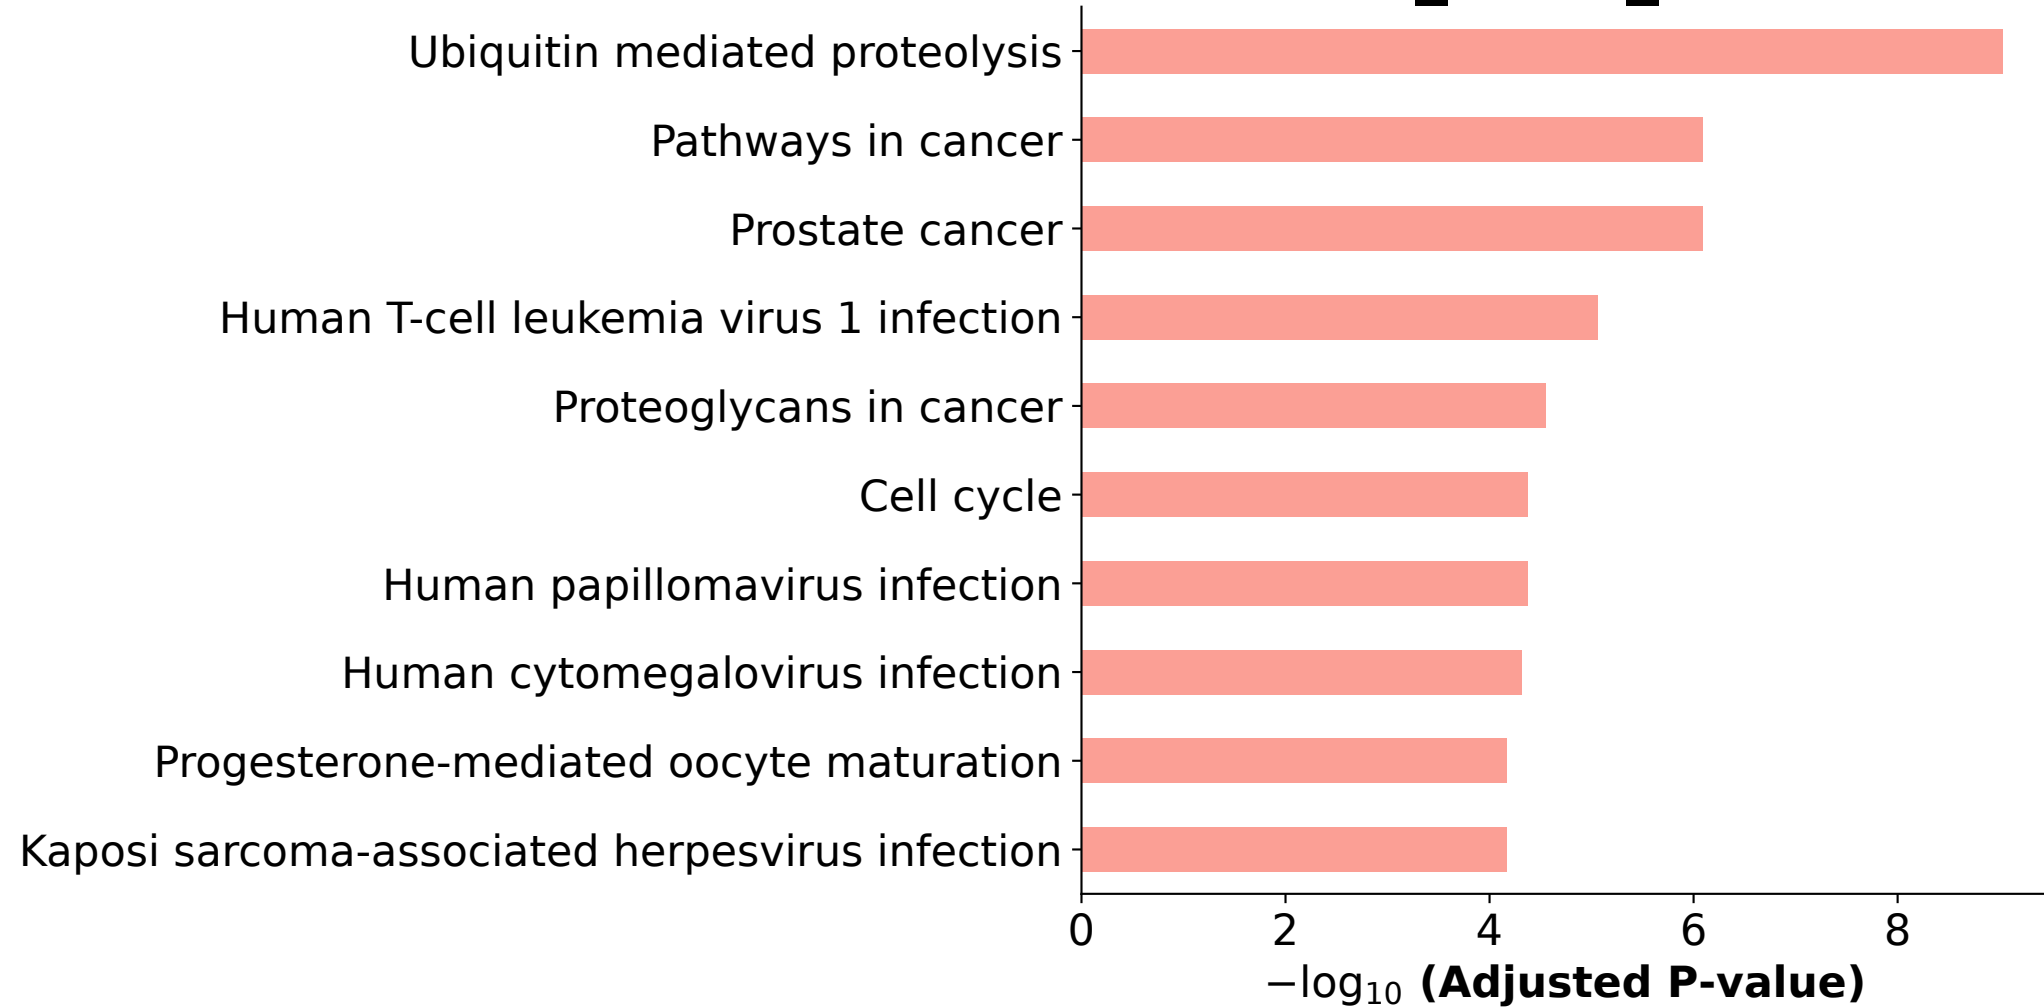 Ubiquitin mediated proteolysis
Pathways in cancer
Prostate cancer
Human T-cell leukemia virus 1 infection
Proteoglycans in cancer
Cell cycle
Human papillomavirus infection
Human cytomegalovirus infection
Progesterone-mediated oocyte maturation
Kaposi sarcoma-associated herpesvirus infection
0 2 4 6 8
−log₁₀ (Adjusted P-value)